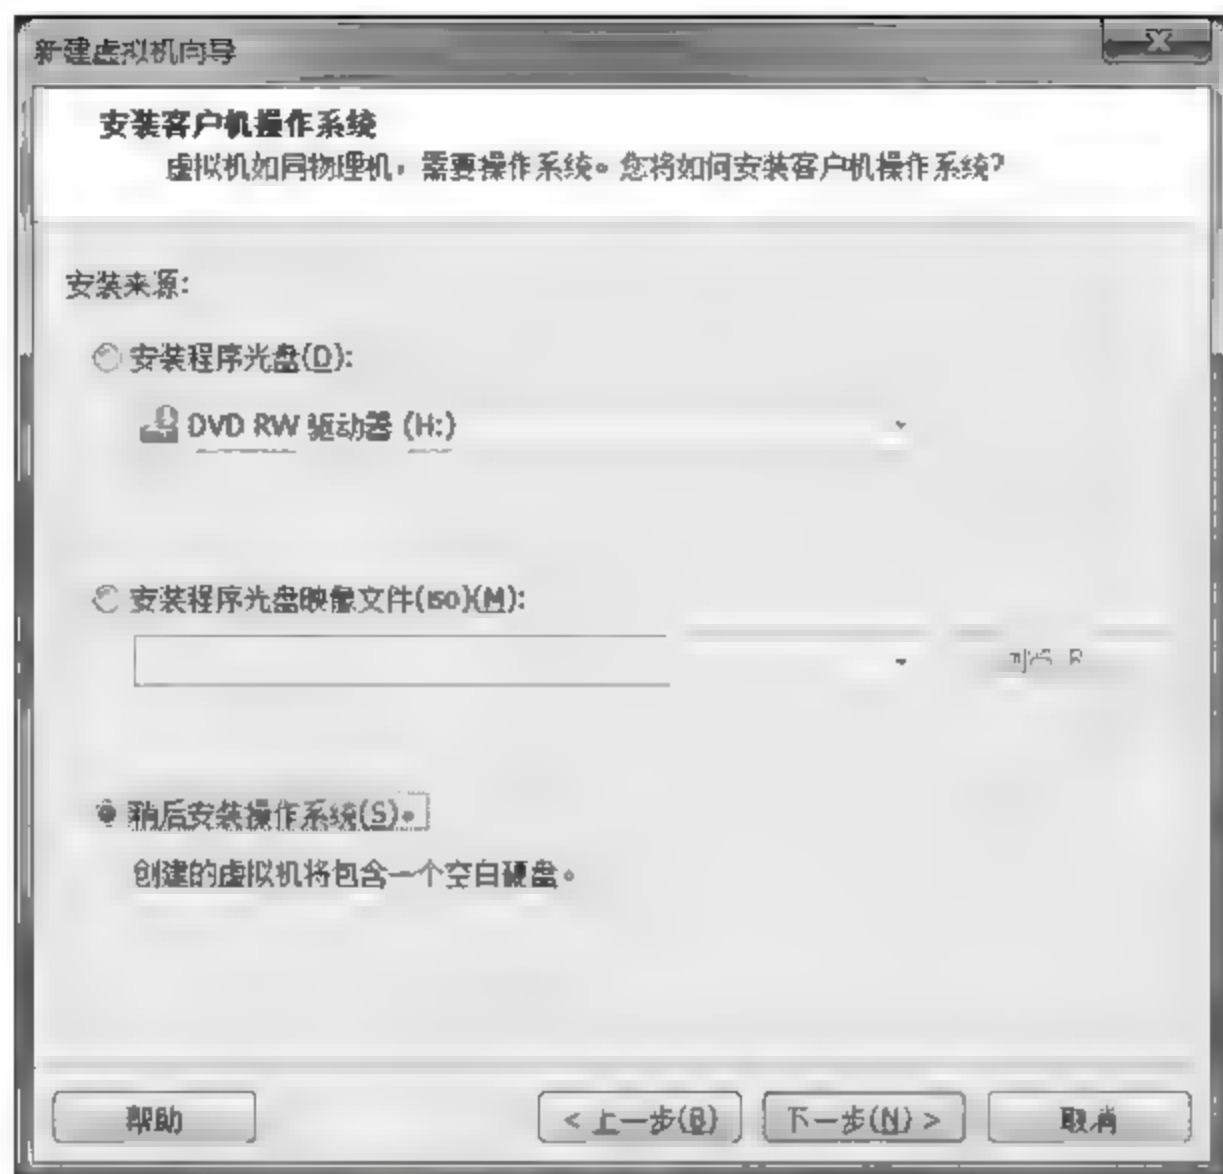 新建虚拟机向导
安装客户机操作系统
虚拟机如同物理机，需要操作系统。您将如何安装客户机操作系统?
安装来源:
安装程序光盘(D):
DVD RW 驱动器 (H:)
安装程序光盘映像文件(iso)(M):
稍后安装操作系统(S)。
创建的虚拟机将包含一个空白硬盘。
帮助
< 上一步(B)
下一步(N) >
取消